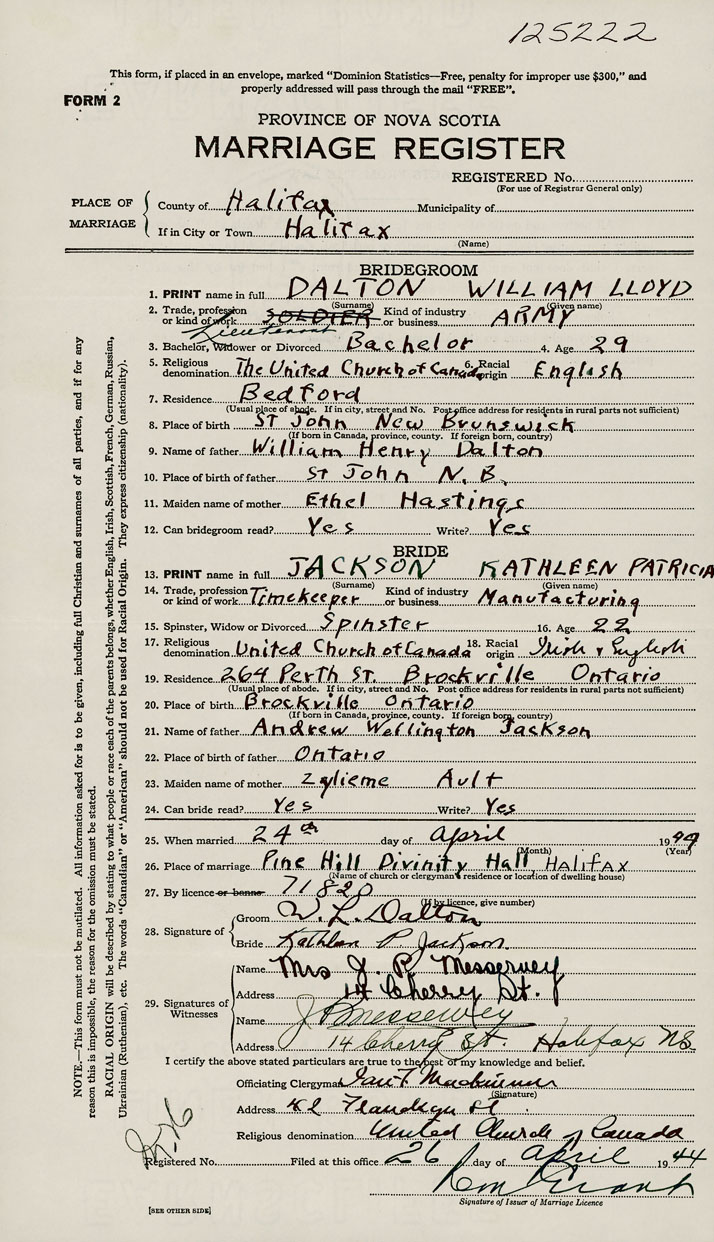 125222
This form, if placed in an envelope, marked "Dominion Statistics—Free, penalty for improper use $300," and
properly addressed will pass through the mail "FREE".
FORM 2
PROVINCE OF NOVA SCOTIA
MARRIAGE REGISTER
REGISTERED No.
(For use of Registrar General only)
PLACE OF MARRIAGE
County of Halifax Municipality of
If in City or Town Halifax
(Name)
BRIDEGROOM
1. PRINT name in full DALTON WILLIAM LLOYD
(Surname) (Given name)
2. Trade, profession or kind of work SOLDIER Lieutenant Kind of industry or business ARMY
3. Bachelor, Widower or Divorced Bachelor 4. Age 29
5. Religious denomination The United Church of Canada 6. Racial origin English
7. Residence Bedford
(Usual place of abode. If in city, street and No. Post office address for residents in rural parts not sufficient)
8. Place of birth St John New Brunswick
(If born in Canada, province, county. If foreign born, country)
9. Name of father William Henry Dalton
10. Place of birth of father St John N.B.
11. Maiden name of mother Ethel Hastings
12. Can bridegroom read? Yes Write? Yes
BRIDE
13. PRINT name in full JACKSON KATHLEEN PATRICIA
(Surname) (Given name)
14. Trade, profession or kind of work Timekeeper Kind of industry or business Manufacturing
15. Spinster, Widow or Divorced Spinster 16. Age 22
17. Religious denomination United Church of Canada 18. Racial origin Irish & English
19. Residence 264 Perth St. Brockville Ontario
(Usual place of abode. If in city, street and No. Post office address for residents in rural parts not sufficient)
20. Place of birth Brockville Ontario
(If born in Canada, province, county. If foreign born, country)
21. Name of father Andrew Wellington Jackson
22. Place of birth of father Ontario
23. Maiden name of mother Zylieme Ault
24. Can bride read? Yes Write? Yes
25. When married 24th day of April 1944
(Month) (Year)
26. Place of marriage Pine Hill Divinity Hall, HALIFAX
(Name of church or clergyman's residence or location of dwelling house)
27. By licence or banns 71820
(If by licence, give number)
28. Signature of
Groom W. L. Dalton
Bride Kathleen P. Jackson
29. Signatures of Witnesses
Name Mrs J. P. Messervey
Address 14 Cherry St.
Name J P Messervey
Address 14 Cherry St. Halifax NS.
I certify the above stated particulars are true to the best of my knowledge and belief.
Officiating Clergyman Ian F. Mackinnon
(Signature)
Address 42 St
Religious denomination United Church of Canada
Registered No. Filed at this office 26 day of April 1944
Signature of Issuer of Marriage Licence
[SEE OTHER SIDE]
NOTE.—This form must not be mutilated. All information asked for is to be given, including full Christian and surnames of all parties, and if for any
reason this is impossible, the reason for the omission must be stated.
RACIAL ORIGIN will be described by stating to what people or race each of the parents belongs, whether English, Irish, Scottish, French, German, Russian,
Ukrainian (Ruthenian), etc. The words "Canadian" or "American" should not be used for Racial Origin. They express citizenship (nationality).